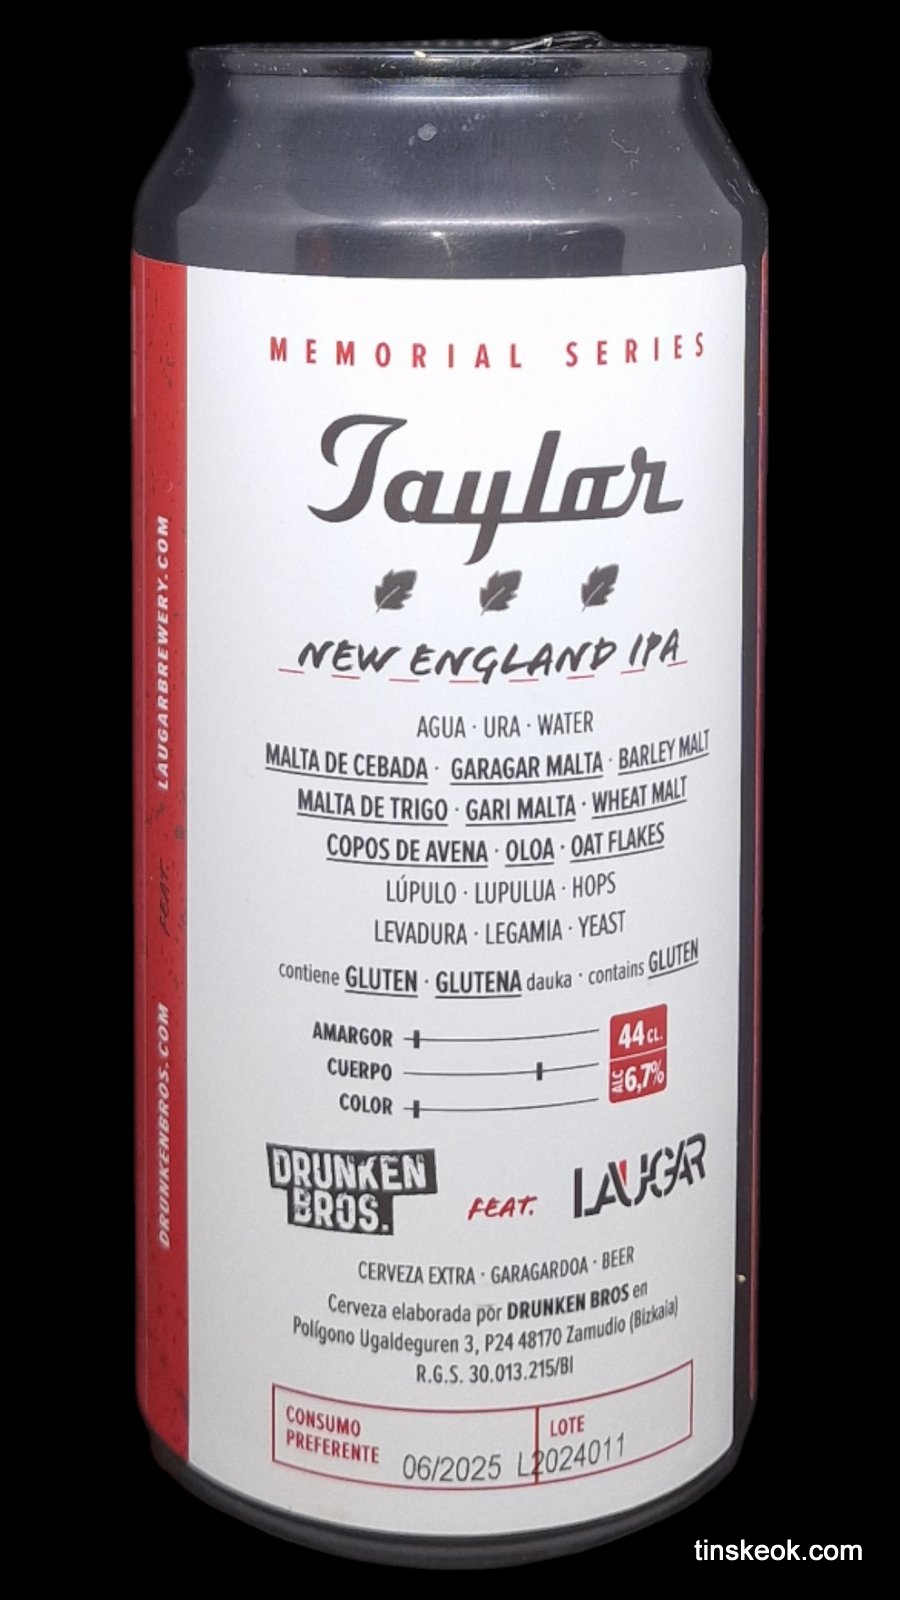 MEMORIAL SERIES
Taylor
NEW ENGLAND IPA
AGUA · URA · WATER
MALTA DE CEBADA · GARAGAR MALTA · BARLEY MALT
MALTA DE TRIGO · GARI MALTA · WHEAT MALT
COPOS DE AVENA · OLOA · OAT FLAKES
LÚPULO · LUPULUA · HOPS
LEVADURA · LEGAMIA · YEAST
contiene GLUTEN · GLUTENA dauka · contains GLUTEN
AMARGOR
CUERPO
COLOR
44 CL.
ALC 6,7%
DRUNKEN
BROS.
FEAT.
LAUGAR
CERVEZA EXTRA · GARAGARDOA · BEER
Cerveza elaborada por DRUNKEN BROS en
Polígono Ugaldeguren 3, P24 48170 Zamudio (Bizkaia)
R.G.S. 30.013.215/BI
CONSUMO
PREFERENTE
06/2025
LOTE
L2024011
DRUNKENBROS.COM FEAT. LAUGARBREWERY.COM
tinskeok.com